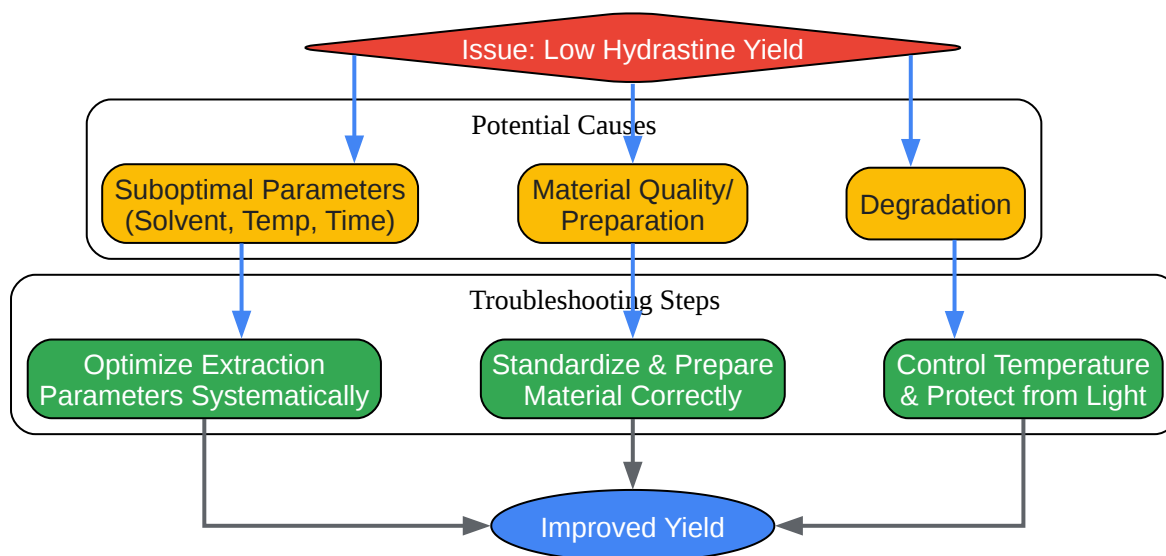 Issue: Low Hydrastine Yield
Potential Causes
Suboptimal Parameters
(Solvent, Temp, Time)
Material Quality/
Preparation
Degradation
Troubleshooting Steps
Optimize Extraction
Parameters Systematically
Standardize & Prepare
Material Correctly
Control Temperature
& Protect from Light
Improved Yield